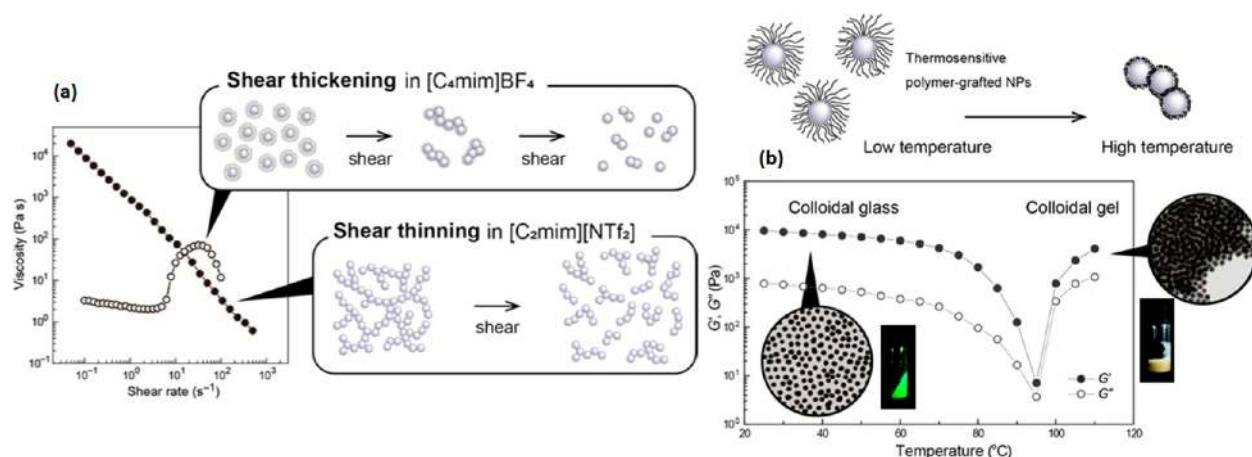 (a)
Shear thickening in [C₄mim]BF₄
shear
shear
Shear thinning in [C₂mim][NTf₂]
shear
Viscosity (Pa s)
10⁴
10³
10²
10¹
10⁰
10⁻¹
10⁻¹ 10⁰ 10¹ 10² 10³
Shear rate (s⁻¹)
Thermosensitive
polymer-grafted NPs
Low temperature
High temperature
(b)
Colloidal glass
Colloidal gel
G', G'' (Pa)
10⁵
10⁴
10³
10²
10¹
10⁰
G'
G''
20 40 60 80 100 120
Temperature (°C)